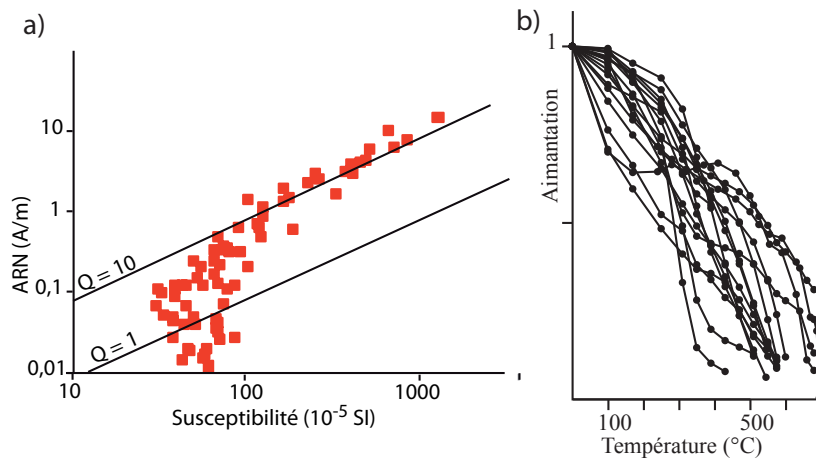 a)
ARN (A/m)
10
1
0,1
0,01
Q = 10
Q = 1
10
100
1000
Susceptibilité (10⁻⁵ SI)
b)
1
Aimantation
100
500
Température (°C)